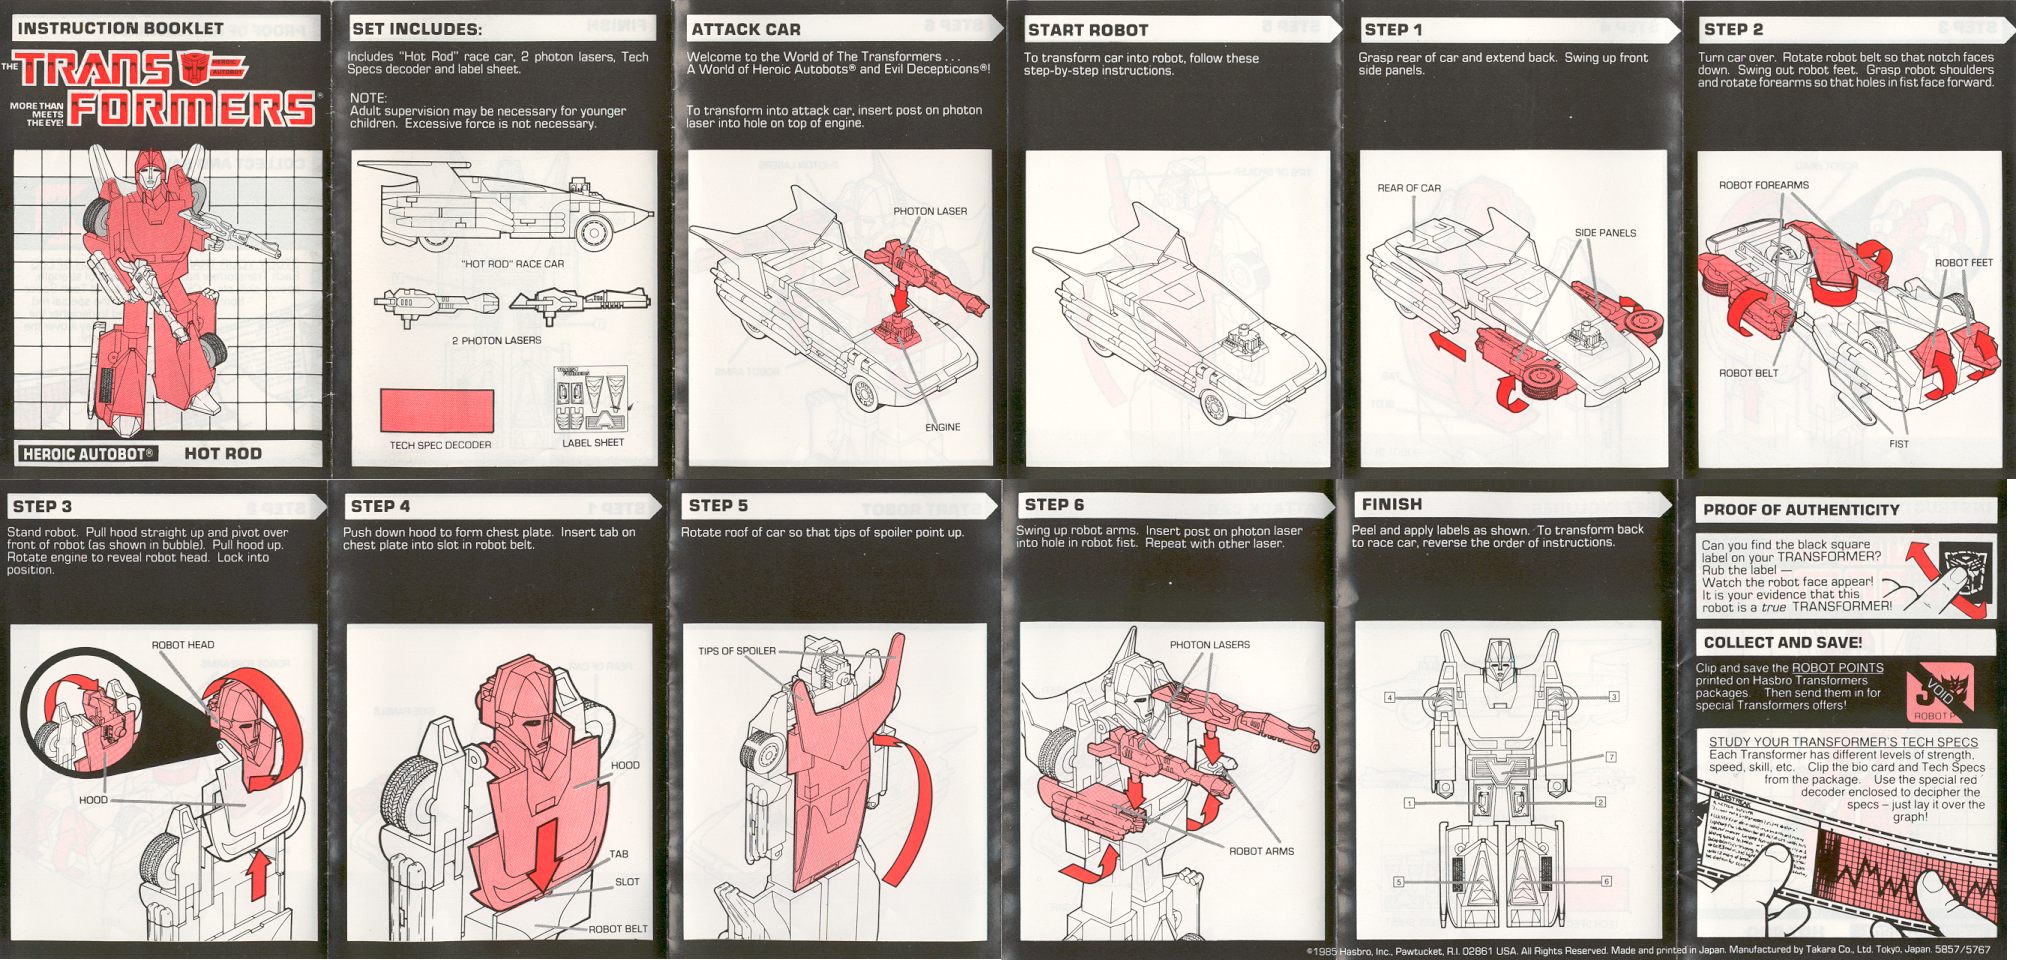 INSTRUCTION BOOKLET
THE TRANS
HEROIC
AUTOBOT
MORE THAN
MEETS
THE EYE!
FORMERS®
HEROIC AUTOBOT® HOT ROD
SET INCLUDES:
Includes "Hot Rod" race car, 2 photon lasers, Tech
Specs decoder and label sheet.
NOTE:
Adult supervision may be necessary for younger
children. Excessive force is not necessary.
"HOT ROD" RACE CAR
2 PHOTON LASERS
TECH SPEC DECODER
LABEL SHEET
ATTACK CAR
Welcome to the World of The Transformers . . .
A World of Heroic Autobots® and Evil Decepticons®!
To transform into attack car, insert post on photon
laser into hole on top of engine.
PHOTON LASER
ENGINE
START ROBOT
To transform car into robot, follow these
step-by-step instructions.
STEP 1
Grasp rear of car and extend back. Swing up front
side panels.
REAR OF CAR
SIDE PANELS
STEP 2
Turn car over. Rotate robot belt so that notch faces
down. Swing out robot feet. Grasp robot shoulders
and rotate forearms so that holes in fist face forward.
ROBOT FOREARMS
ROBOT FEET
ROBOT BELT
FIST
STEP 3
Stand robot. Pull hood straight up and pivot over
front of robot (as shown in bubble). Pull hood up.
Rotate engine to reveal robot head. Lock into
position.
ROBOT HEAD
HOOD
STEP 4
Push down hood to form chest plate. Insert tab on
chest plate into slot in robot belt.
HOOD
TAB
SLOT
ROBOT BELT
STEP 5
Rotate roof of car so that tips of spoiler point up.
TIPS OF SPOILER
STEP 6
Swing up robot arms. Insert post on photon laser
into hole in robot fist. Repeat with other laser.
PHOTON LASERS
ROBOT ARMS
FINISH
Peel and apply labels as shown. To transform back
to race car, reverse the order of instructions.
4
3
7
1
2
5
6
PROOF OF AUTHENTICITY
Can you find the black square
label on your TRANSFORMER?
Rub the label —
Watch the robot face appear!
It is your evidence that this
robot is a true TRANSFORMER!
COLLECT AND SAVE!
Clip and save the ROBOT POINTS
printed on Hasbro Transformers
packages. Then send them in for
special Transformers offers!
VOID
ROBOT P
STUDY YOUR TRANSFORMER'S TECH SPECS
Each Transformer has different levels of strength,
speed, skill, etc. Clip the bio card and Tech Specs
from the package. Use the special red
decoder enclosed to decipher the
specs – just lay it over the
graph!
BLUESTREAK
©1985 Hasbro, Inc., Pawtucket, R.I. 02861 USA. All Rights Reserved. Made and printed in Japan. Manufactured by Takara Co., Ltd. Tokyo, Japan. 5857/5767